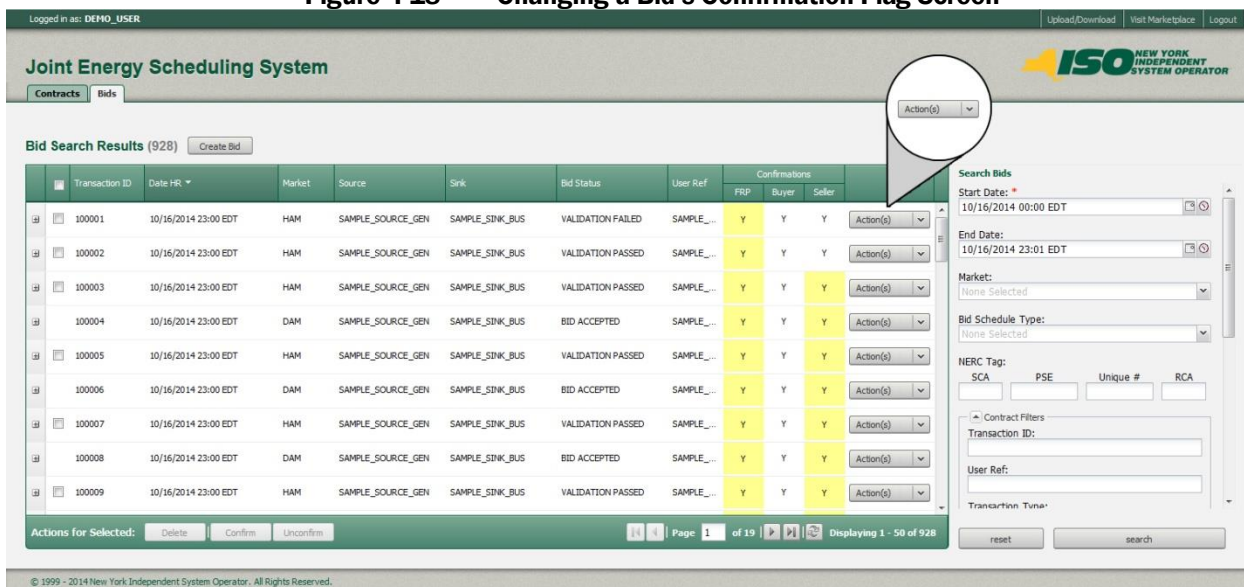 Figure 4-18 Changing a Bid's Confirmation Flag Screen
Logged in as: DEMO_USER Upload/Download Visit Marketplace Logout
Joint Energy Scheduling System
ISO NEW YORK INDEPENDENT SYSTEM OPERATOR
Contracts Bids
Action(s)
Bid Search Results (928) Create Bid
Transaction ID Date HR Market Source Sink Bid Status User Ref Confirmations
FRP Buyer Seller
100001 10/16/2014 23:00 EDT HAM SAMPLE_SOURCE_GEN SAMPLE_SINK_BUS VALIDATION FAILED SAMPLE_... Y Y Y Action(s)
100002 10/16/2014 23:00 EDT HAM SAMPLE_SOURCE_GEN SAMPLE_SINK_BUS VALIDATION PASSED SAMPLE_... Y Y Y Action(s)
100003 10/16/2014 23:00 EDT HAM SAMPLE_SOURCE_GEN SAMPLE_SINK_BUS VALIDATION PASSED SAMPLE_... Y Y Y Action(s)
100004 10/16/2014 23:00 EDT DAM SAMPLE_SOURCE_GEN SAMPLE_SINK_BUS BID ACCEPTED SAMPLE_... Y Y Y Action(s)
100005 10/16/2014 23:00 EDT HAM SAMPLE_SOURCE_GEN SAMPLE_SINK_BUS VALIDATION PASSED SAMPLE_... Y Y Y Action(s)
100006 10/16/2014 23:00 EDT DAM SAMPLE_SOURCE_GEN SAMPLE_SINK_BUS BID ACCEPTED SAMPLE_... Y Y Y Action(s)
100007 10/16/2014 23:00 EDT HAM SAMPLE_SOURCE_GEN SAMPLE_SINK_BUS VALIDATION PASSED SAMPLE_... Y Y Y Action(s)
100008 10/16/2014 23:00 EDT DAM SAMPLE_SOURCE_GEN SAMPLE_SINK_BUS BID ACCEPTED SAMPLE_... Y Y Y Action(s)
100009 10/16/2014 23:00 EDT HAM SAMPLE_SOURCE_GEN SAMPLE_SINK_BUS VALIDATION PASSED SAMPLE_... Y Y Y Action(s)
Actions for Selected: Delete Confirm Unconfirm Page 1 of 19 Displaying 1 - 50 of 928
Search Bids
Start Date: *
10/16/2014 00:00 EDT
End Date:
10/16/2014 23:01 EDT
Market:
None Selected
Bid Schedule Type:
None Selected
NERC Tag:
SCA PSE Unique # RCA
Contract Filters
Transaction ID:
User Ref:
Transaction Type:
reset search
© 1999 - 2014 New York Independent System Operator. All Rights Reserved.